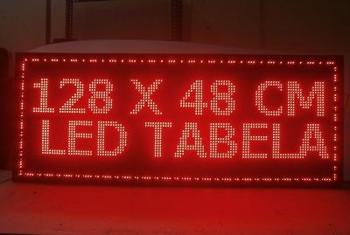 128 X 48 CM
LED TABELA